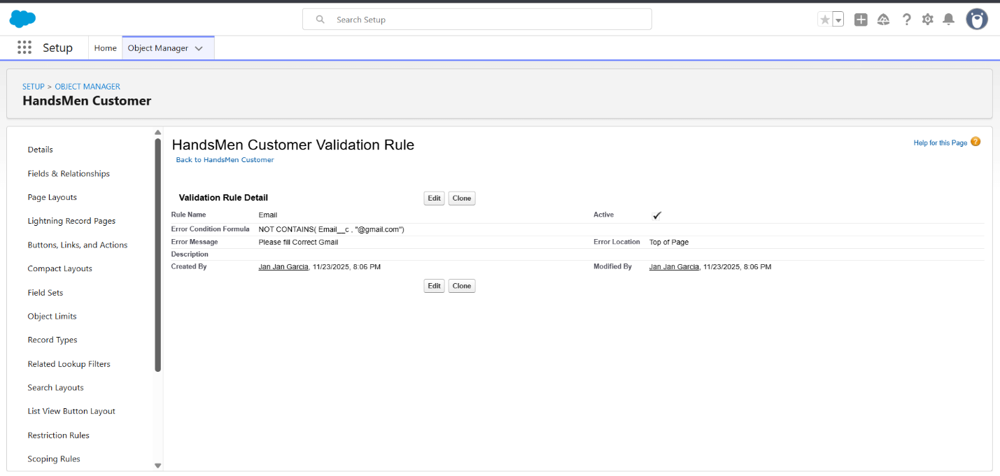 Search Setup
Setup
Home
Object Manager
SETUP > OBJECT MANAGER
HandsMen Customer
Details
Fields & Relationships
Page Layouts
Lightning Record Pages
Buttons, Links, and Actions
Compact Layouts
Field Sets
Object Limits
Record Types
Related Lookup Filters
Search Layouts
List View Button Layout
Restriction Rules
Scoping Rules
HandsMen Customer Validation Rule
Help for this Page ?
Back to HandsMen Customer
Validation Rule Detail Edit Clone
Rule Name Email Active
Error Condition Formula NOT CONTAINS( Email__c , "@gmail.com")
Error Message Please fill Correct Gmail Error Location Top of Page
Description
Created By Jan Jan Garcia, 11/23/2025, 8:06 PM Modified By Jan Jan Garcia, 11/23/2025, 8:06 PM
Edit Clone